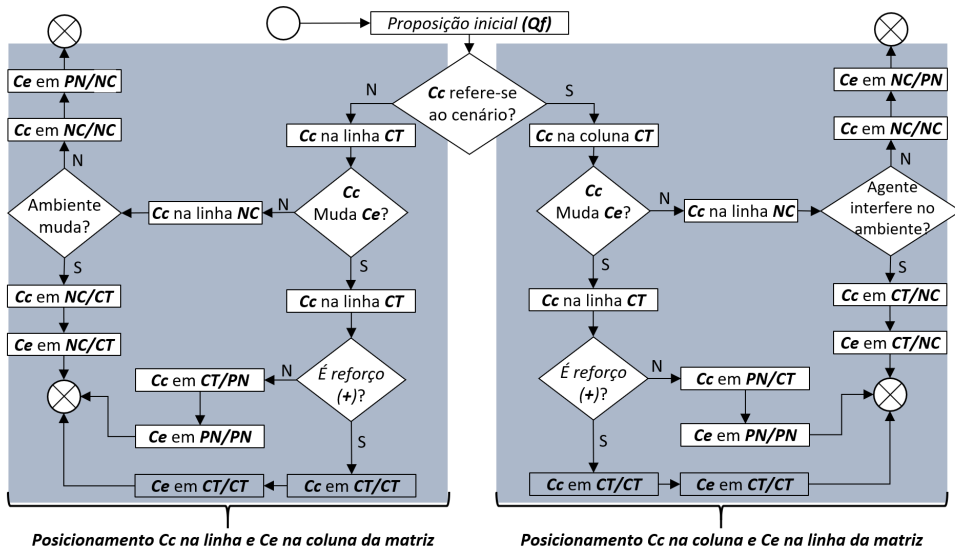 Proposição inicial (Qf)
Cc refere-se
ao cenário?
N
S
Cc na linha CT
Cc
Muda Ce?
N
Cc na linha NC
Ambiente
muda?
N
Cc em NC/NC
Ce em PN/NC
S
Cc em NC/CT
Ce em NC/CT
S
Cc na linha CT
É reforço
(+)?
N
Cc em CT/PN
Ce em PN/PN
S
Cc em CT/CT
Ce em CT/CT
Posicionamento Cc na linha e Ce na coluna da matriz
Cc na coluna CT
Cc
Muda Ce?
N
Cc na linha NC
Agente
interfere no
ambiente?
N
Cc em NC/NC
Ce em NC/PN
S
Cc em CT/NC
Ce em CT/NC
S
Cc na linha CT
É reforço
(+)?
N
Cc em PN/CT
Ce em PN/PN
S
Cc em CT/CT
Ce em CT/CT
Posicionamento Cc na coluna e Ce na linha da matriz